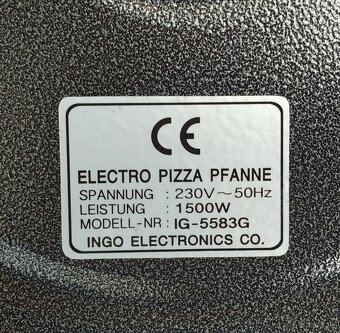 CE
ELECTRO PIZZA PFANNE
SPANNUNG : 230V～50Hz
LEISTUNG : 1500W
MODELL-NR : IG-5583G
INGO ELECTRONICS CO.